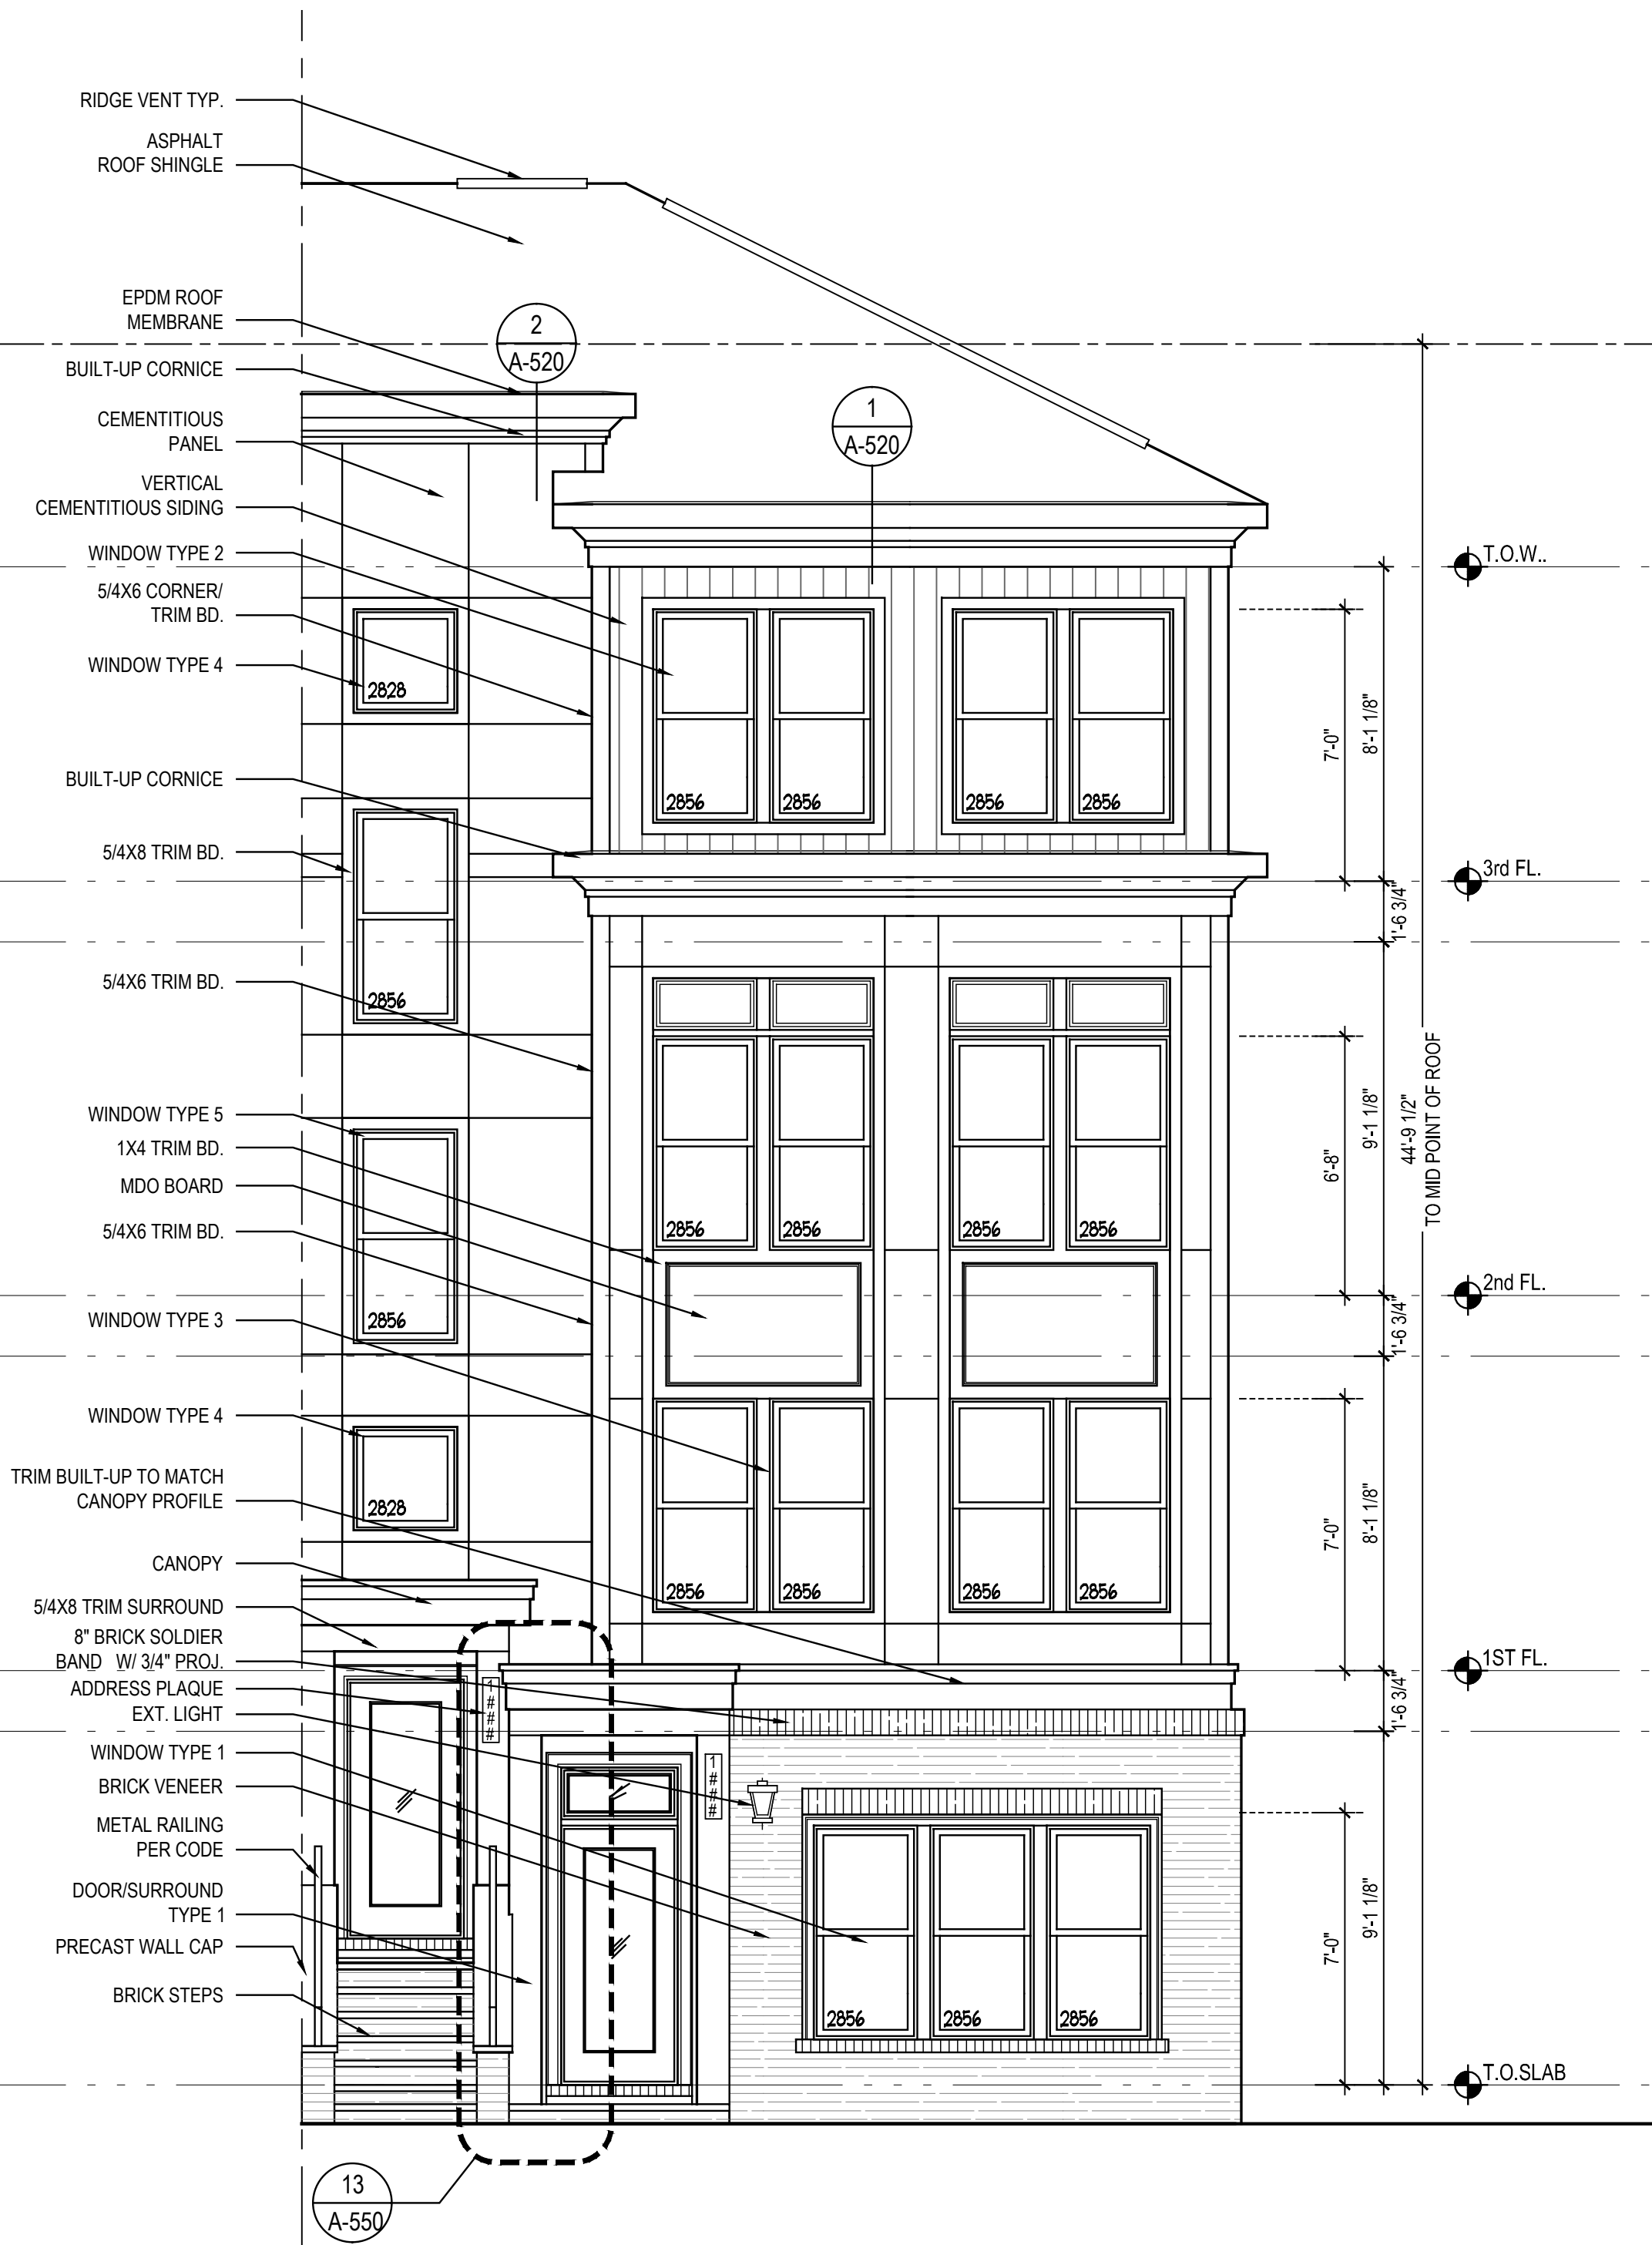 RIDGE VENT TYP.
ASPHALT
ROOF SHINGLE
EPDM ROOF
MEMBRANE
BUILT-UP CORNICE
CEMENTITIOUS
PANEL
VERTICAL
CEMENTITIOUS SIDING
WINDOW TYPE 2
5/4X6 CORNER/
TRIM BD.
WINDOW TYPE 4
BUILT-UP CORNICE
5/4X8 TRIM BD.
5/4X6 TRIM BD.
WINDOW TYPE 5
1X4 TRIM BD.
MDO BOARD
5/4X6 TRIM BD.
WINDOW TYPE 3
WINDOW TYPE 4
TRIM BUILT-UP TO MATCH
CANOPY PROFILE
CANOPY
5/4X8 TRIM SURROUND
8" BRICK SOLDIER
BAND W/ 3/4" PROJ.
ADDRESS PLAQUE
EXT. LIGHT
WINDOW TYPE 1
BRICK VENEER
METAL RAILING
PER CODE
DOOR/SURROUND
TYPE 1
PRECAST WALL CAP
BRICK STEPS
2
A-520
1
A-520
2828
2856
2856
2828
2856 2856 2856 2856
2856 2856 2856 2856
2856 2856 2856 2856
1###
1###
2856 2856 2856
13
A-550
7'-0"
8'-1 1/8"
1'-6 3/4"
6'-8"
9'-1 1/8"
44'-9 1/2"
TO MID POINT OF ROOF
1'-6 3/4"
7'-0"
8'-1 1/8"
1'-6 3/4"
7'-0"
9'-1 1/8"
T.O.W..
3rd FL.
2nd FL.
1ST FL.
T.O.SLAB